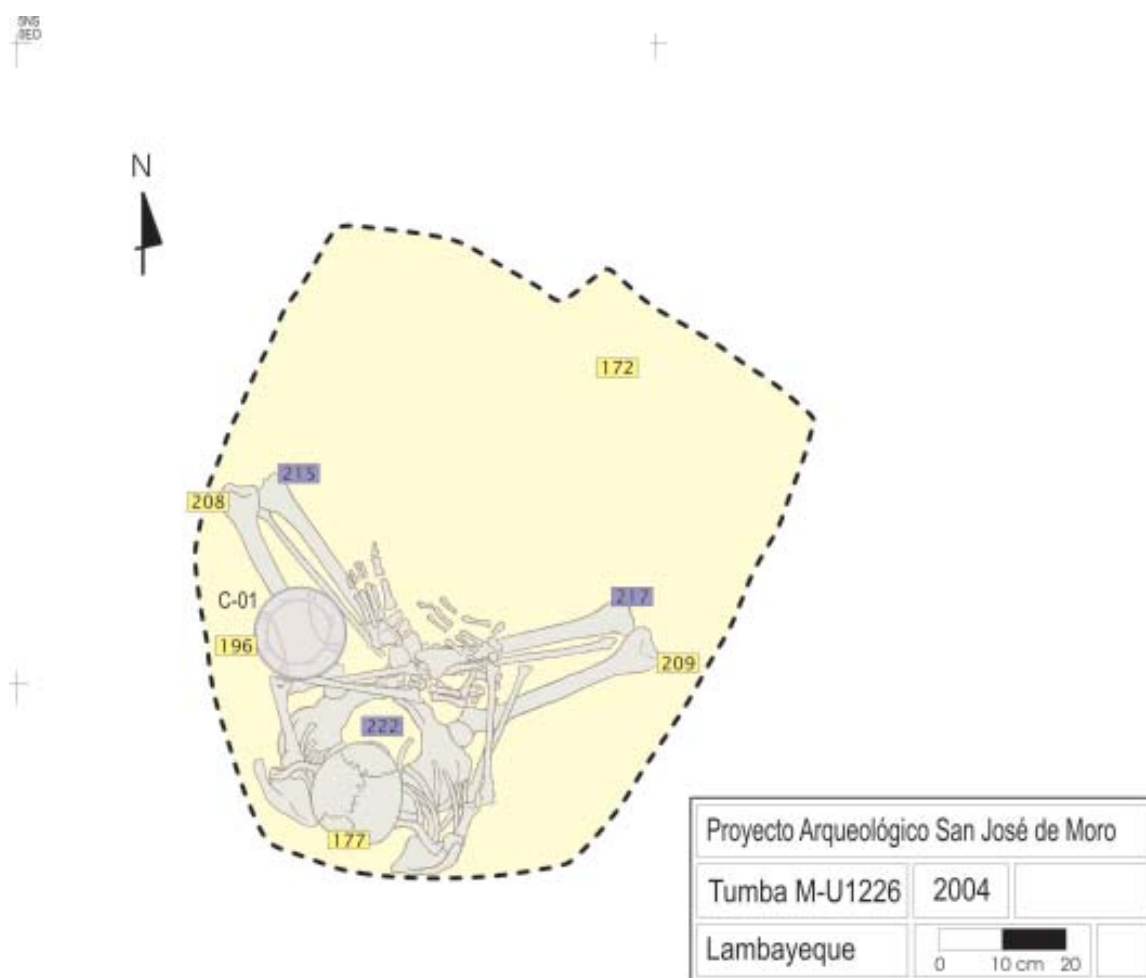 N
172
215
208
C-01
217
196
209
222
177
Proyecto Arqueológico San José de Moro
Tumba M-U1226 2004
Lambayeque
0 10 cm 20